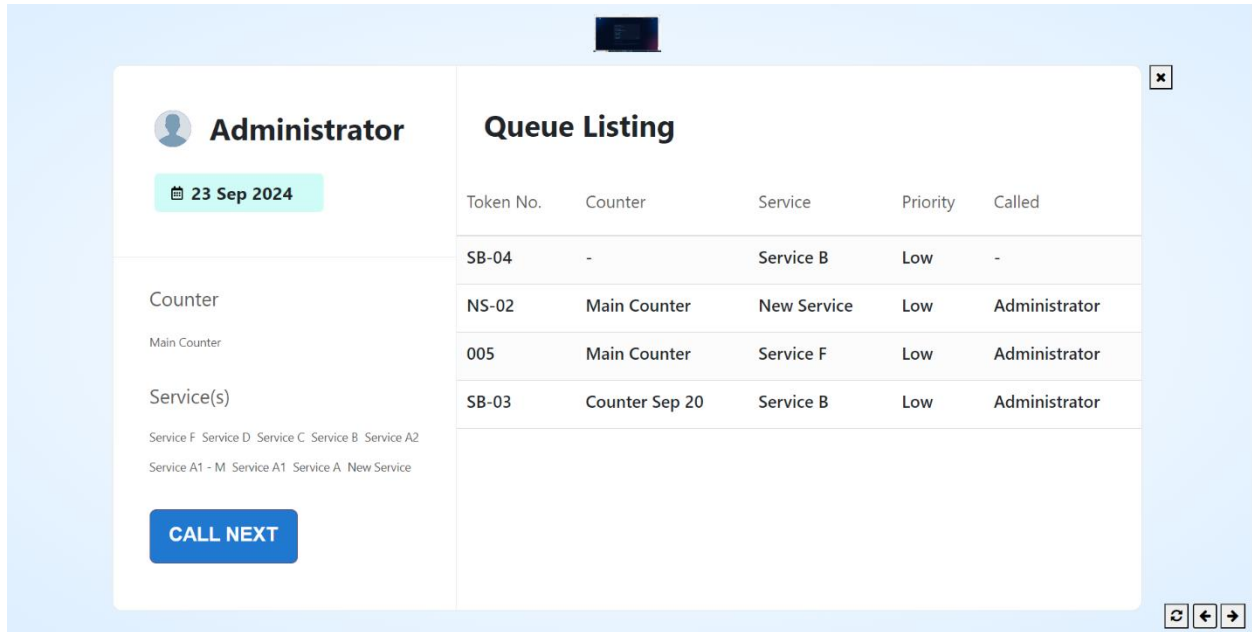 Administrator
23 Sep 2024
Counter
Main Counter
Service(s)
Service F Service D Service C Service B Service A2
Service A1 - M Service A1 Service A New Service
CALL NEXT
Queue Listing
Token No. Counter Service Priority Called
SB-04 - Service B Low -
NS-02 Main Counter New Service Low Administrator
005 Main Counter Service F Low Administrator
SB-03 Counter Sep 20 Service B Low Administrator